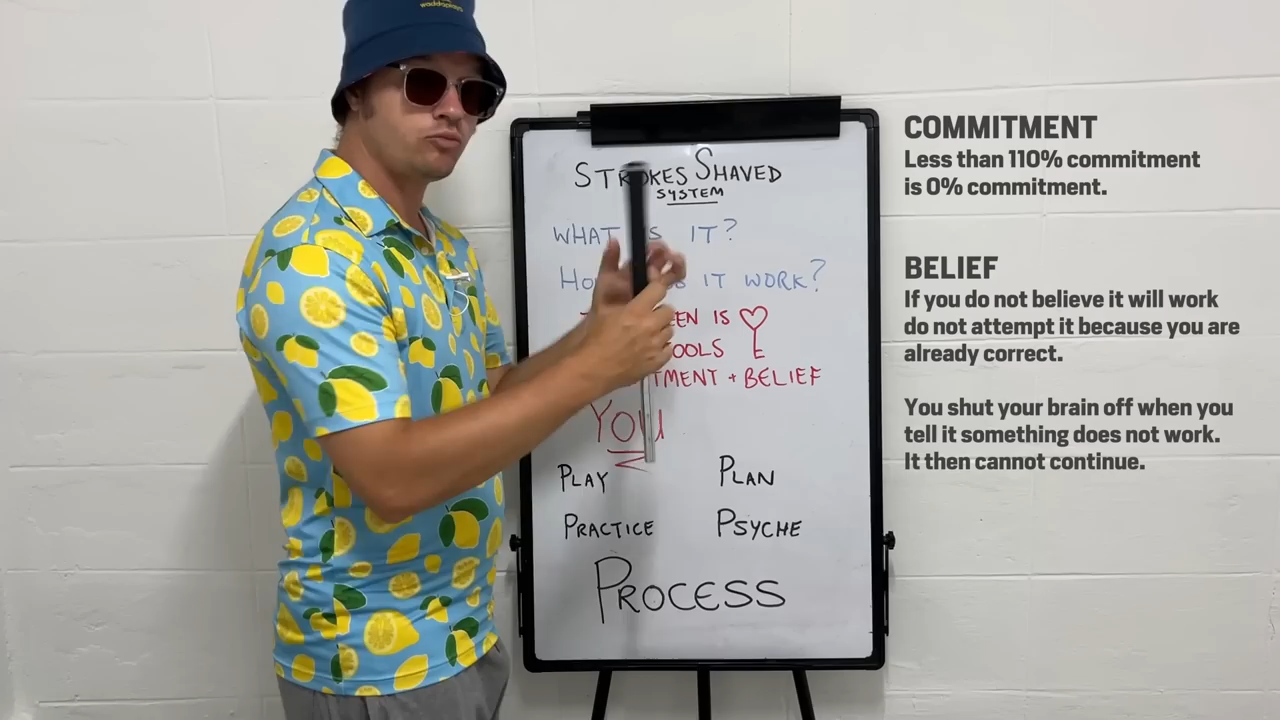 waddaplaya
STROKES SHAVED
SYSTEM
WHAT IS IT?
IT WORK?
EEN IS
OOLS
TMENT + BELIEF
YOU
PLAY
PLAN
PRACTICE
PSYCHE
PROCESS
COMMITMENT
Less than 110% commitment
is 0% commitment.
BELIEF
If you do not believe it will work
do not attempt it because you are
already correct.
You shut your brain off when you
tell it something does not work.
It then cannot continue.